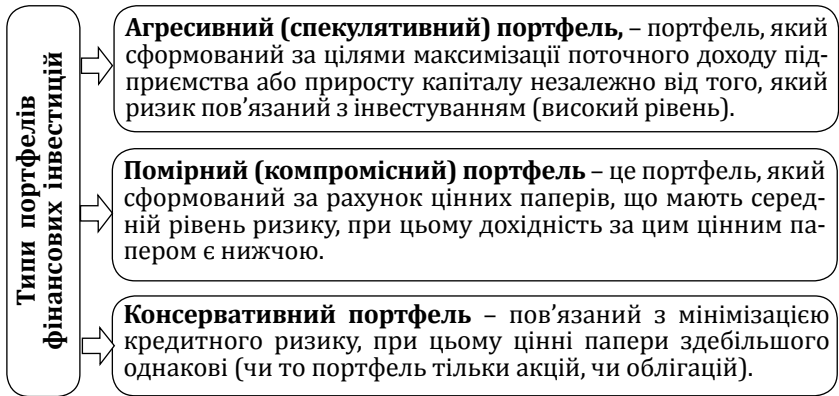 Типи портфелів
фінансових інвестицій
Агресивний (спекулятивний) портфель, – портфель, який
сформований за цілями максимізації поточного доходу під-
приємства або приросту капіталу незалежно від того, який
ризик пов’язаний з інвестуванням (високий рівень).
Помірний (компромісний) портфель – це портфель, який
сформований за рахунок цінних паперів, що мають серед-
ній рівень ризику, при цьому дохідність за цим цінним па-
пером є нижчою.
Консервативний портфель – пов’язаний з мінімізацією
кредитного ризику, при цьому цінні папери здебільшого
однакові (чи то портфель тільки акцій, чи облігацій).